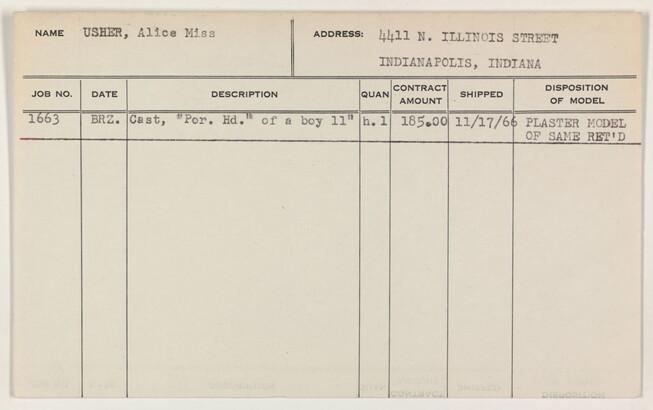 NAME USHER, Alice Miss ADDRESS: 4411 N. ILLINOIS STREET
INDIANAPOLIS, INDIANA
JOB NO. DATE DESCRIPTION QUAN CONTRACT AMOUNT SHIPPED DISPOSITION OF MODEL
1663 BRZ. Cast, "Por. Hd." of a boy 11" h. 1 185.00 11/17/66 PLASTER MODEL
OF SAME RET'D